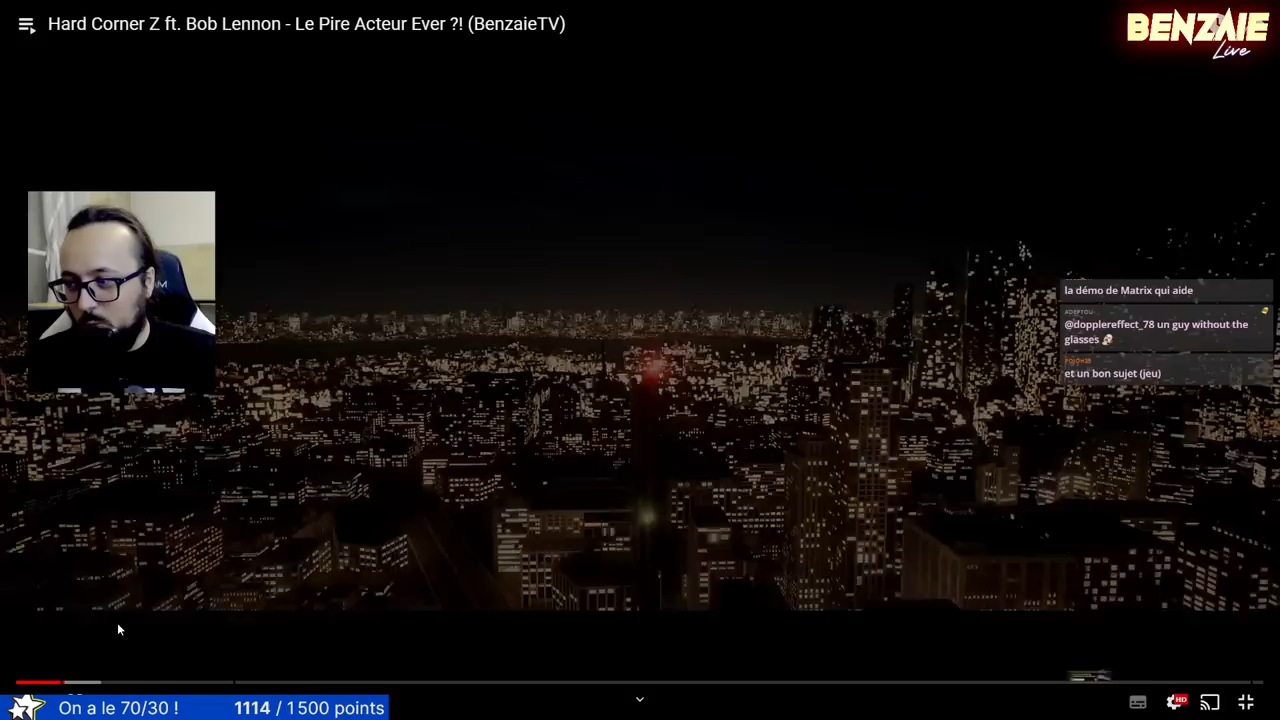 Hard Corner Z ft. Bob Lennon - Le Pire Acteur Ever ?! (BenzaieTV)
BENZAIE
Live
la démo de Matrix qui aide
@dopplereffect_78 un guy without the
glasses
et un bon sujet (jeu)
On a le 70/30 ! 1114 / 1500 points
HD